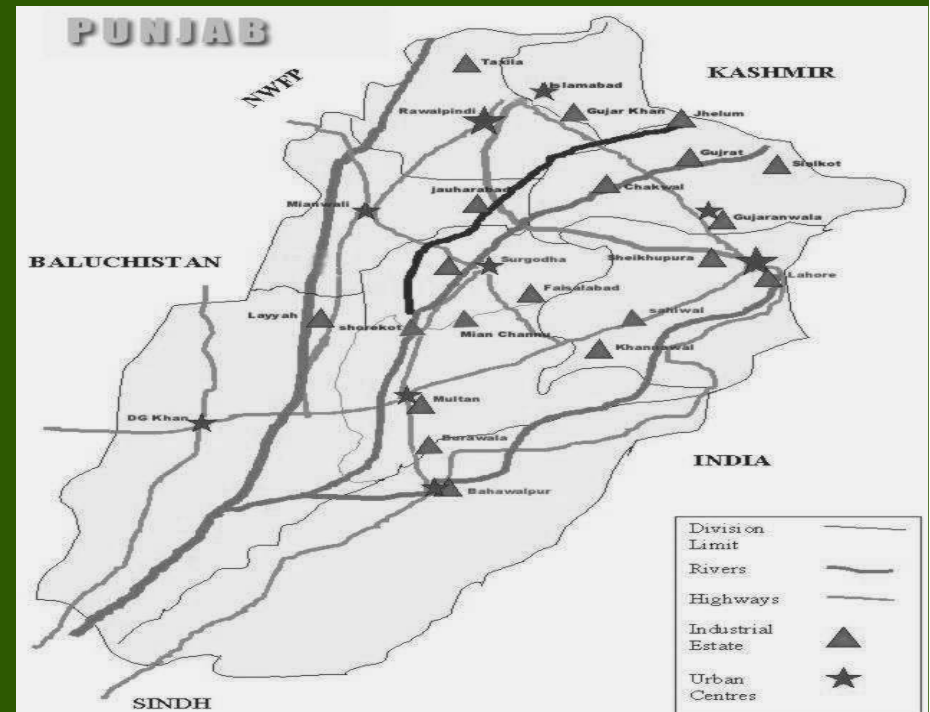 PUNJAB
Taxila
Islamabad
KASHMIR
NWFP
Rawalpindi
Gujar Khan
Jhelum
Gujrat
Sialkot
jauharabad
Chakwal
Mianwali
Gujaranwala
BALUCHISTAN
Surgodha
Sheikhupura
Lahore
Faisalabad
Layyah
shorekot
Mian Channu
sahiwal
Multan
DG Khan
Burawala
INDIA
Bahawalpur
Division
Limit
Rivers
Highways
Industrial
Estate
Urban
Centres
SINDH